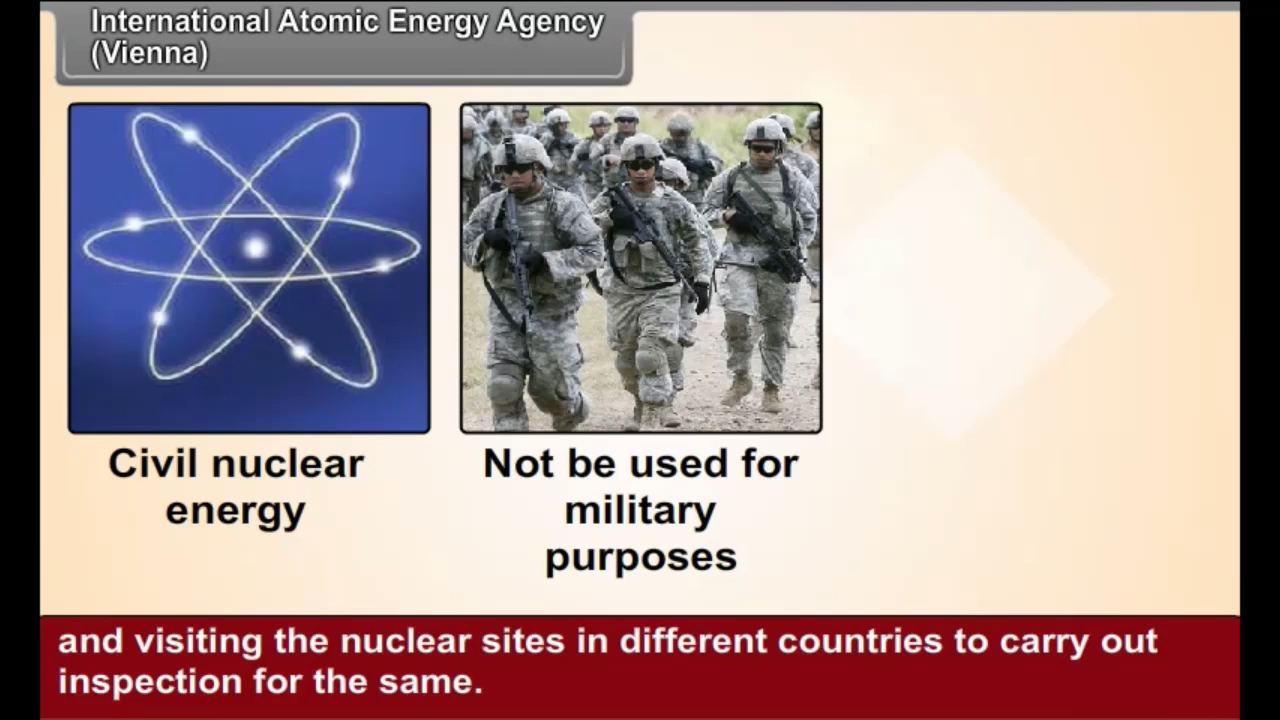 International Atomic Energy Agency
(Vienna)
Civil nuclear
energy
Not be used for
military
purposes
and visiting the nuclear sites in different countries to carry out
inspection for the same.